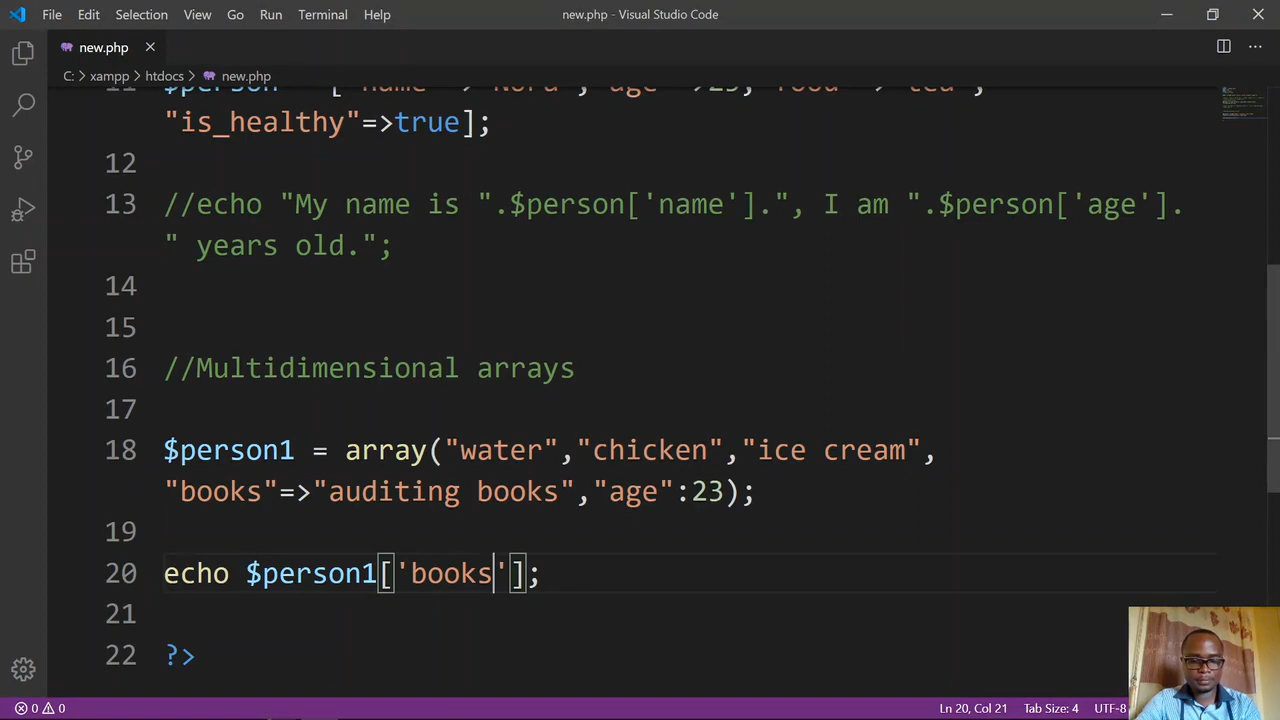 File Edit Selection View Go Run Terminal Help
new.php - Visual Studio Code
new.php
C: xampp htdocs new.php
"is_healthy"=>true];
12
13 //echo "My name is ".$person['name'].", I am ".$person['age'].
" years old.";
14
15
16 //Multidimensional arrays
17
18 $person1 = array("water","chicken","ice cream",
"books"=>"auditing books","age":23);
19
20 echo $person1['books'];
21
22 ?>
0 0
Ln 20, Col 21 Tab Size: 4 UTF-8